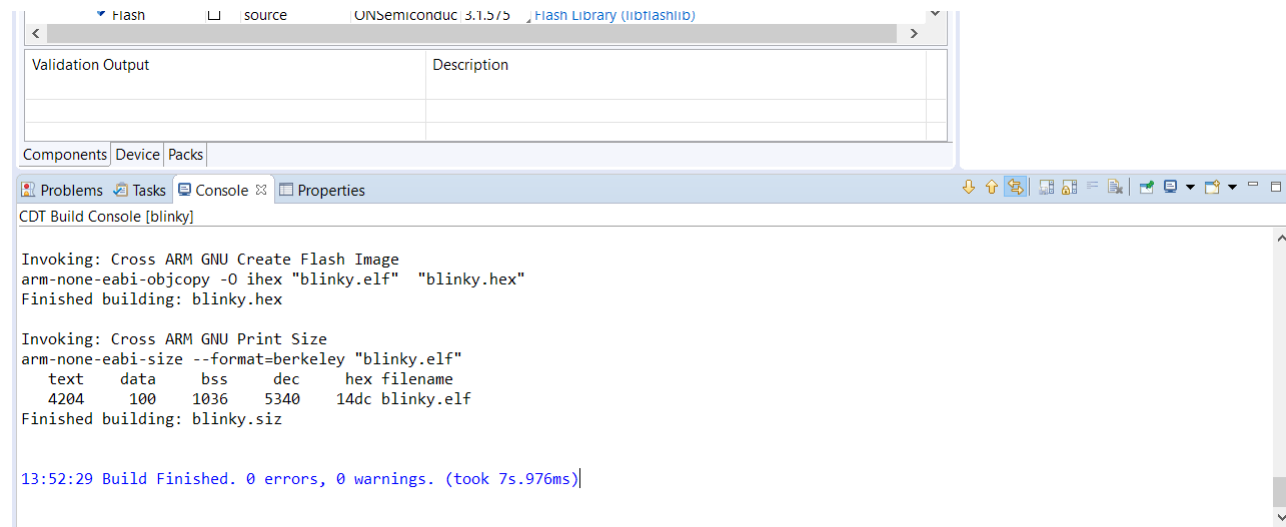 Flash source ONSemiconduc 3.1.575 Flash Library (libflashlib)
Validation Output Description
Components Device Packs
Problems Tasks Console Properties
CDT Build Console [blinky]
Invoking: Cross ARM GNU Create Flash Image
arm-none-eabi-objcopy -O ihex "blinky.elf"  "blinky.hex"
Finished building: blinky.hex
Invoking: Cross ARM GNU Print Size
arm-none-eabi-size --format=berkeley "blinky.elf"
   text    data     bss     dec     hex filename
   4204     100    1036    5340    14dc blinky.elf
Finished building: blinky.siz
13:52:29 Build Finished. 0 errors, 0 warnings. (took 7s.976ms)